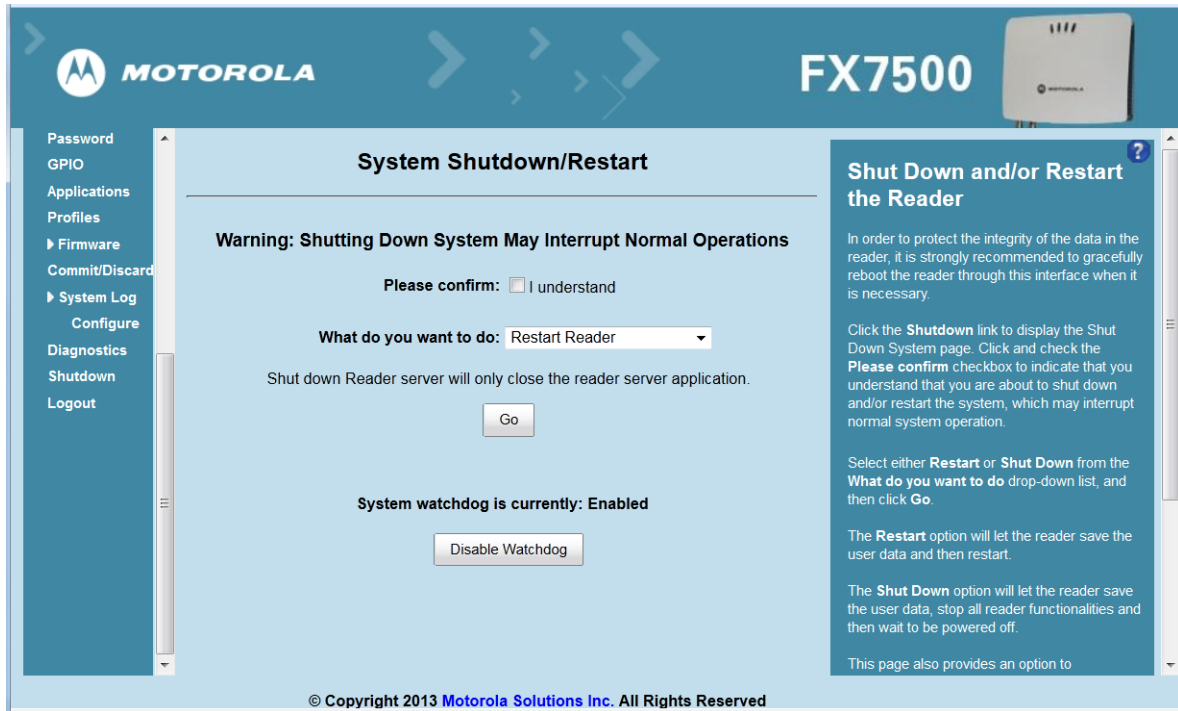 MOTOROLA
FX7500
MOTOROLA
Password
GPIO
Applications
Profiles
Firmware
Commit/Discard
System Log
Configure
Diagnostics
Shutdown
Logout
System Shutdown/Restart
Warning: Shutting Down System May Interrupt Normal Operations
Please confirm: I understand
What do you want to do: Restart Reader
Shut down Reader server will only close the reader server application.
Go
System watchdog is currently: Enabled
Disable Watchdog
?
Shut Down and/or Restart
the Reader
In order to protect the integrity of the data in the
reader, it is strongly recommended to gracefully
reboot the reader through this interface when it
is necessary.
Click the Shutdown link to display the Shut
Down System page. Click and check the
Please confirm checkbox to indicate that you
understand that you are about to shut down
and/or restart the system, which may interrupt
normal system operation.
Select either Restart or Shut Down from the
What do you want to do drop-down list, and
then click Go.
The Restart option will let the reader save the
user data and then restart.
The Shut Down option will let the reader save
the user data, stop all reader functionalities and
then wait to be powered off.
This page also provides an option to
© Copyright 2013 Motorola Solutions Inc. All Rights Reserved